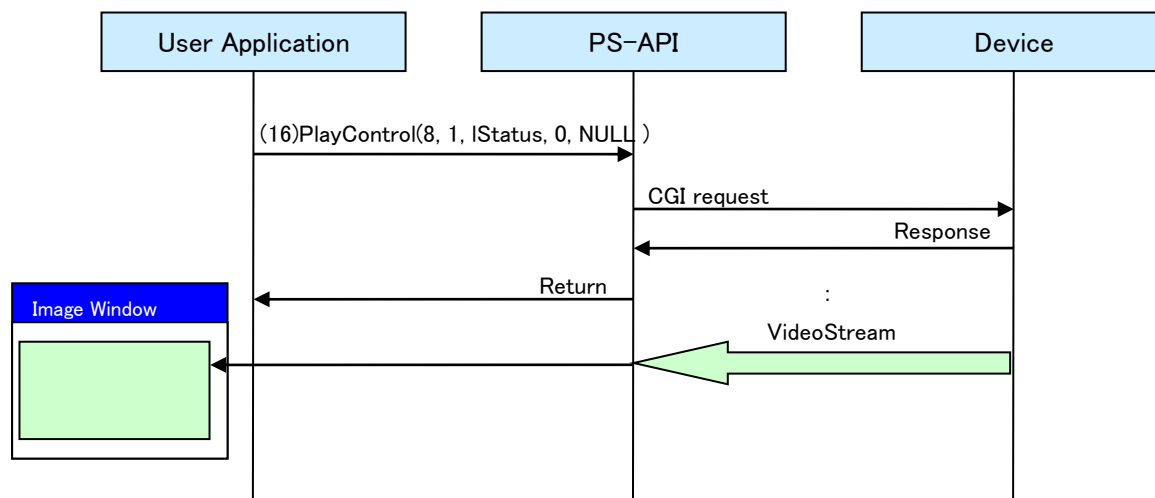 User Application
PS-API
Device
(16)PlayControl(8, 1, lStatus, 0, NULL )
CGI request
Response
Return
:
Image Window
VideoStream